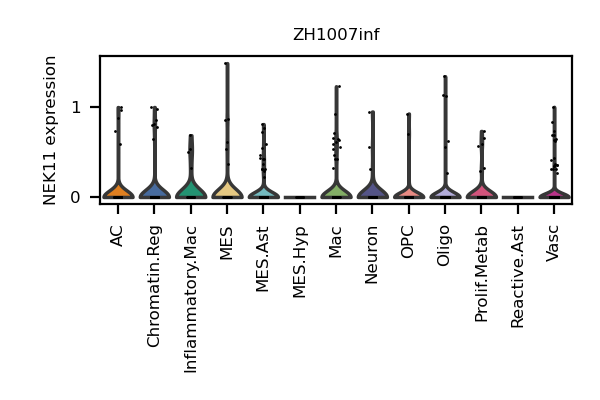 ZH1007inf
NEK11 expression
1
0
AC
Chromatin.Reg
Inflammatory.Mac
MES
MES.Ast
MES.Hyp
Mac
Neuron
OPC
Oligo
Prolif.Metab
Reactive.Ast
Vasc